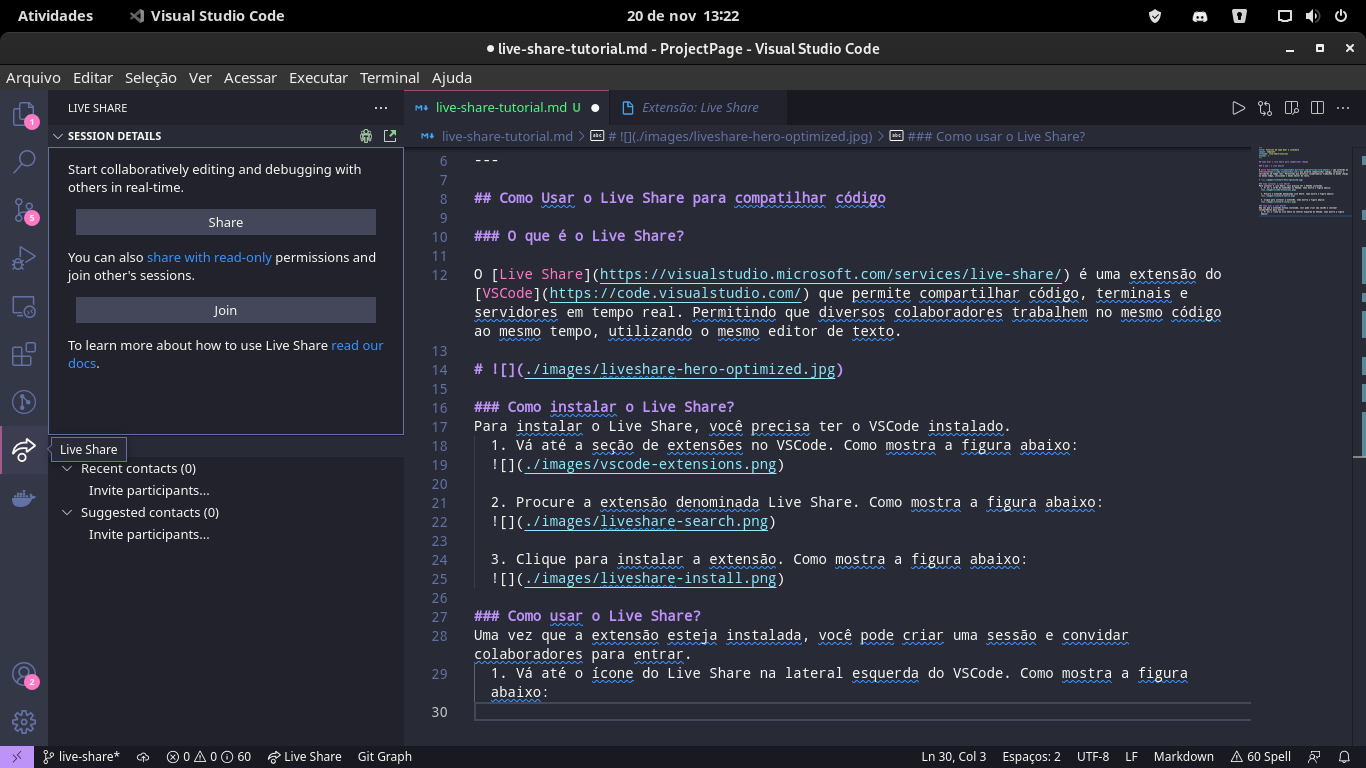 Atividades Visual Studio Code 20 de nov 13:22
live-share-tutorial.md - ProjectPage - Visual Studio Code
Arquivo Editar Seleção Ver Acessar Executar Terminal Ajuda
1
5
2
LIVE SHARE
SESSION DETAILS
Start collaboratively editing and debugging with
others in real-time.
Share
You can also share with read-only permissions and
join other's sessions.
Join
To learn more about how to use Live Share read our
docs.
Live Share
Recent contacts (0)
Invite participants...
Suggested contacts (0)
Invite participants...
live-share-tutorial.md U Extensão: Live Share
live-share-tutorial.md > abc # ![](./images/liveshare-hero-optimized.jpg) > abc ### Como usar o Live Share?
6 ---
7
8 ## Como Usar o Live Share para compatilhar código
9
10 ### O que é o Live Share?
11
12 O [Live Share](https://visualstudio.microsoft.com/services/live-share/) é uma extensão do
[VSCode](https://code.visualstudio.com/) que permite compartilhar código, terminais e
servidores em tempo real. Permitindo que diversos colaboradores trabalhem no mesmo código
ao mesmo tempo, utilizando o mesmo editor de texto.
13
14 # ![](./images/liveshare-hero-optimized.jpg)
15
16 ### Como instalar o Live Share?
17 Para instalar o Live Share, você precisa ter o VSCode instalado.
18 1. Vá até a seção de extensões no VSCode. Como mostra a figura abaixo:
19 ![](./images/vscode-extensions.png)
20
21 2. Procure a extensão denominada Live Share. Como mostra a figura abaixo:
22 ![](./images/liveshare-search.png)
23
24 3. Clique para instalar a extensão. Como mostra a figura abaixo:
25 ![](./images/liveshare-install.png)
26
27 ### Como usar o Live Share?
28 Uma vez que a extensão esteja instalada, você pode criar uma sessão e convidar
colaboradores para entrar.
29 1. Vá até o ícone do Live Share na lateral esquerda do VSCode. Como mostra a figura
abaixo:
30
live-share* 0 0 60 Live Share Git Graph Ln 30, Col 3 Espaços: 2 UTF-8 LF Markdown 60 Spell